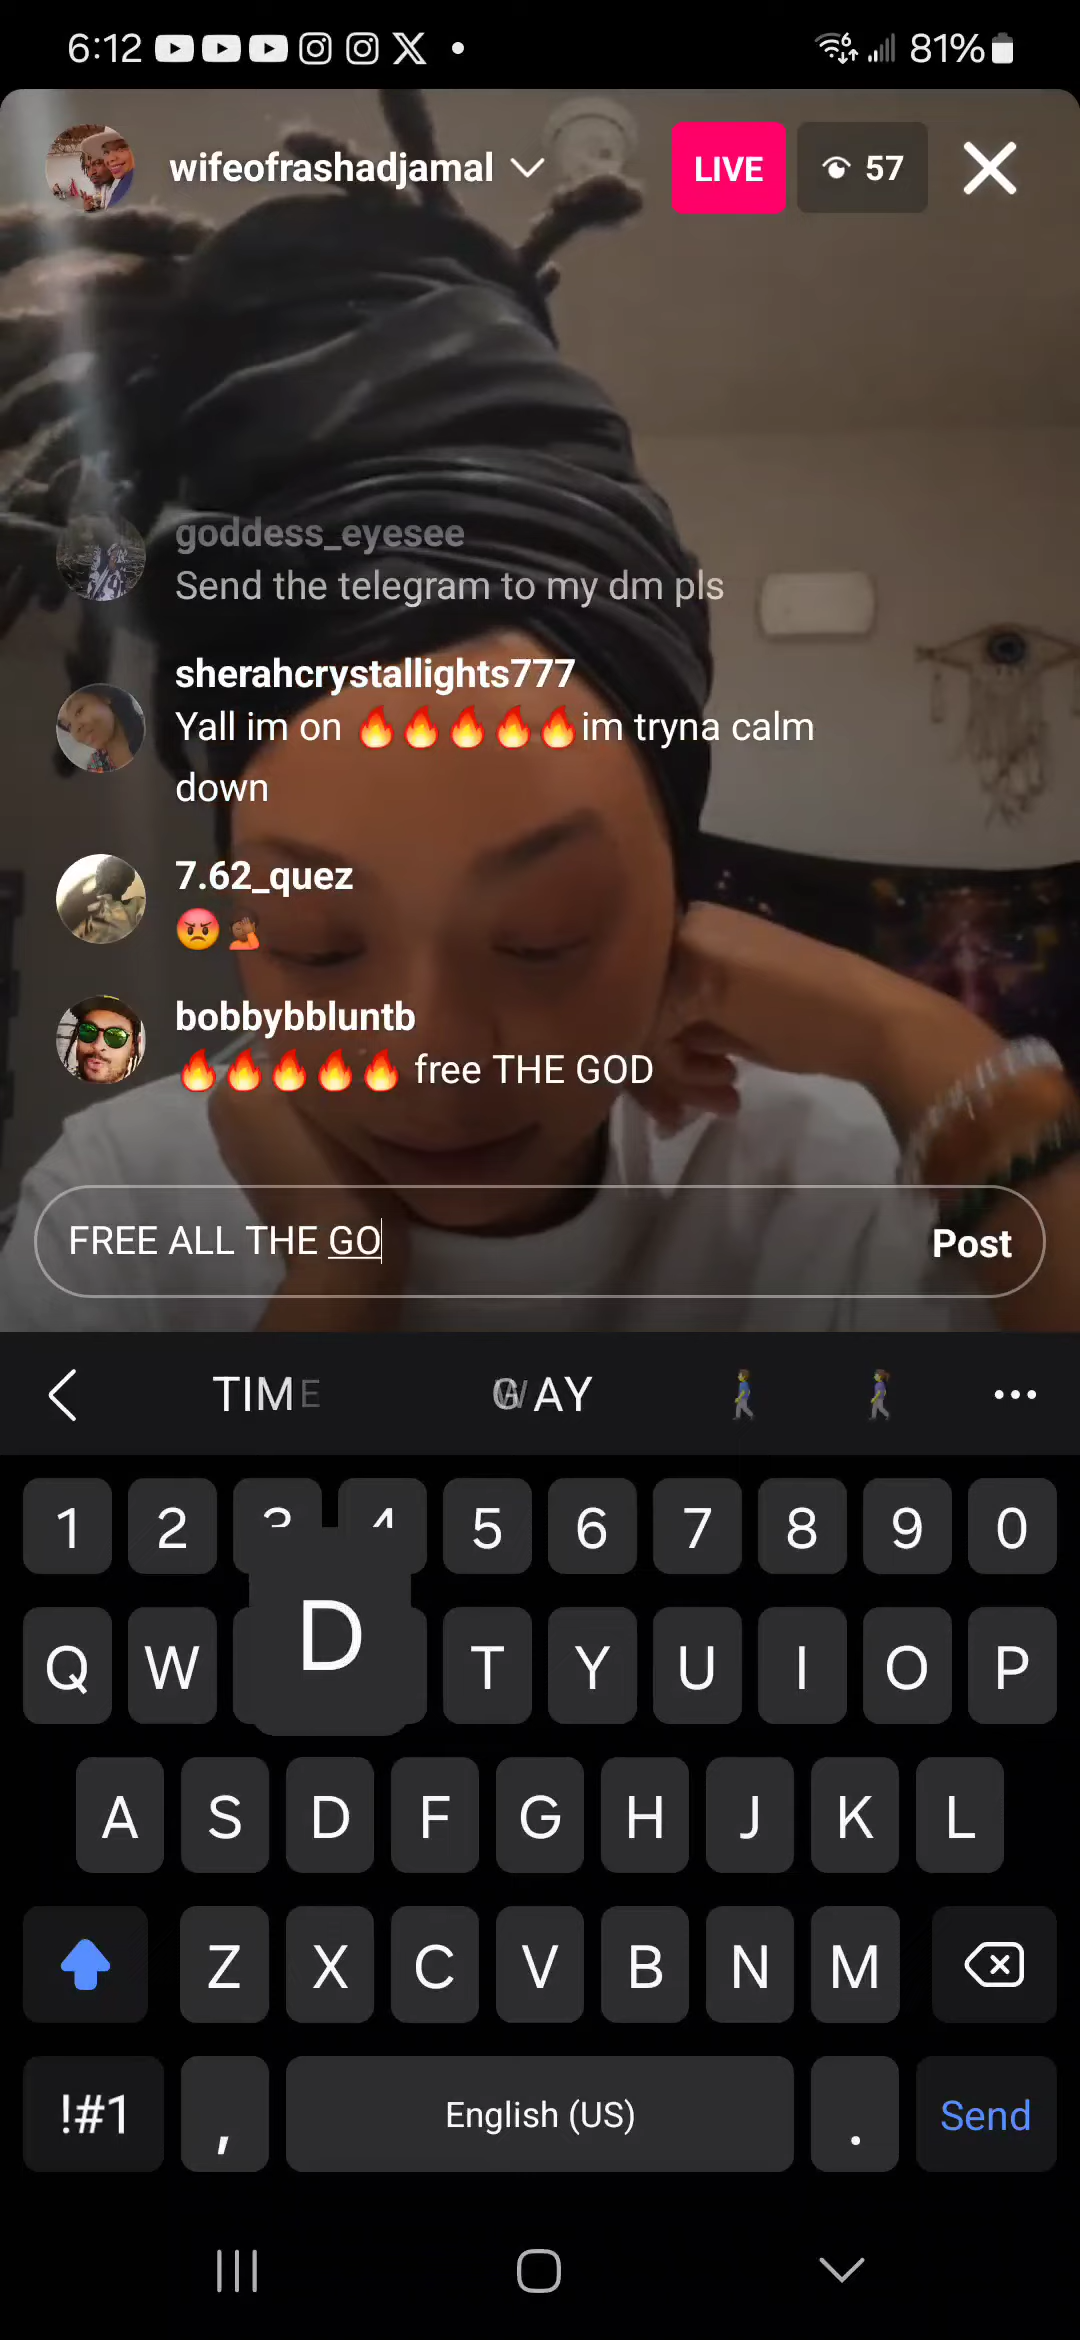 6:12 81%
wifeofrashadjamal LIVE 57
goddess_eyesee
Send the telegram to my dm pls
sherahcrystallights777
Yall im on 🔥🔥🔥🔥🔥im tryna calm
down
7.62_quez
😡🤦🏾
bobbybbluntb
🔥🔥🔥🔥🔥 free THE GOD
FREE ALL THE GO Post
TIME AY
1 2 3 4 5 6 7 8 9 0
D
Q W T Y U I O P
A S D F G H J K L
Z X C V B N M
!#1 , English (US) . Send